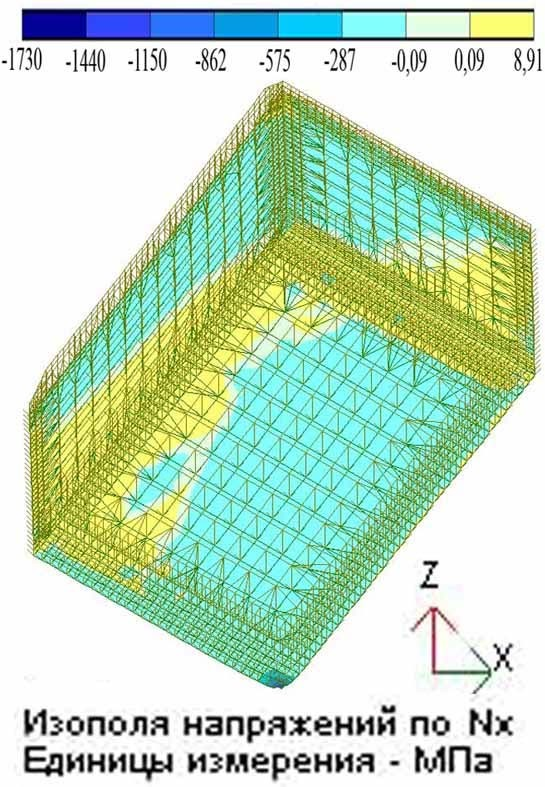 -1730 -1440 -1150 -862 -575 -287 -0,09 0,09 8,91
Z
X
Изополя напряжений по Nx
Единицы измерения - МПа